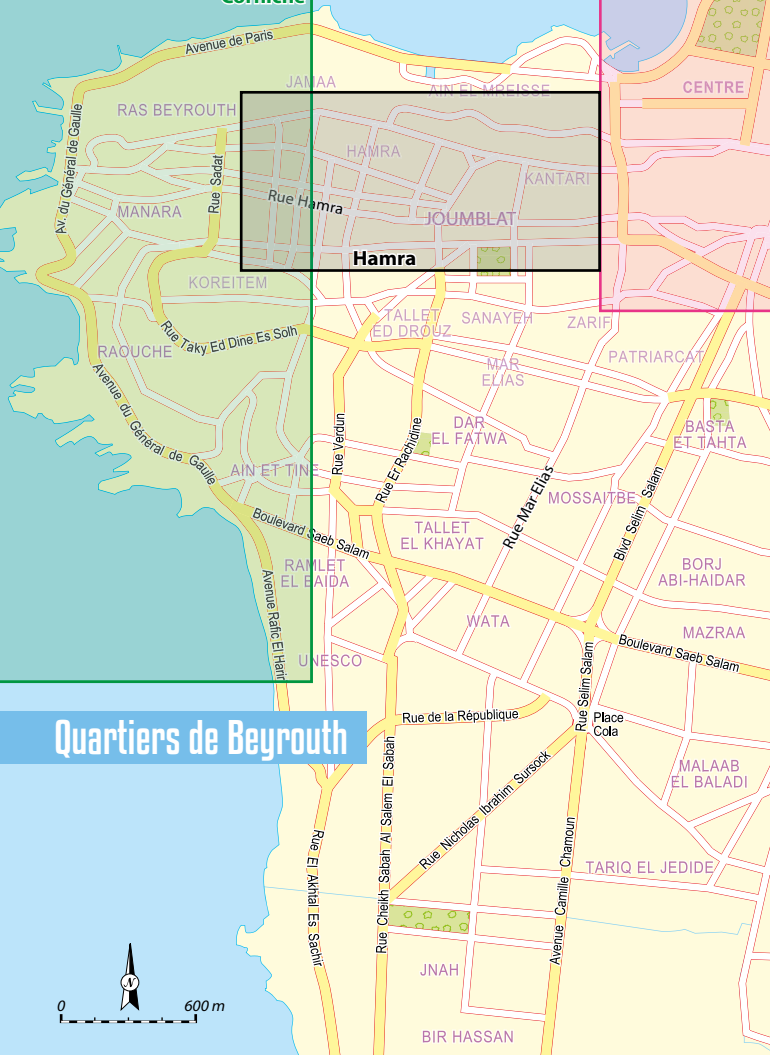 Corniche
Avenue de Paris
JAMAA
AIN EL MREISSE
CENTRE
RAS BEYROUTH
Av. du Général de Gaulle
Rue Sadat
HAMRA
KANTARI
Rue Hamra
MANARA
JOUMBLAT
Hamra
KOREITEM
TALLET
ED DROUZ
SANAYEH
ZARIF
Rue Taky Ed Dine Es Solh
RAOUCHE
PATRIARCAT
MAR
ELIAS
Avenue du Général de Gaulle
DAR
EL FATWA
BASTA
ET TAHTA
Rue Verdun
Rue Er Rachidine
AIN ET TINE
Rue Mar Elias
MOSSAITBE
Blvd Selim Salam
Boulevard Saeb Salam
TALLET
EL KHAYAT
RAMLET
EL BAIDA
BORJ
ABI-HAIDAR
Avenue Rafic El Hariri
WATA
MAZRAA
Boulevard Saeb Salam
UNESCO
Rue Selim Salam
Quartiers de Beyrouth
Rue de la République
Place
Cola
Rue Cheikh Sabah Al Salem El Sabah
Rue Nicholas Ibrahim Sursock
MALAAB
EL BALADI
Rue El Akhtal Es Sachir
Avenue Camille Chamoun
TARIQ EL JEDIDE
JNAH
N
0 600 m
BIR HASSAN